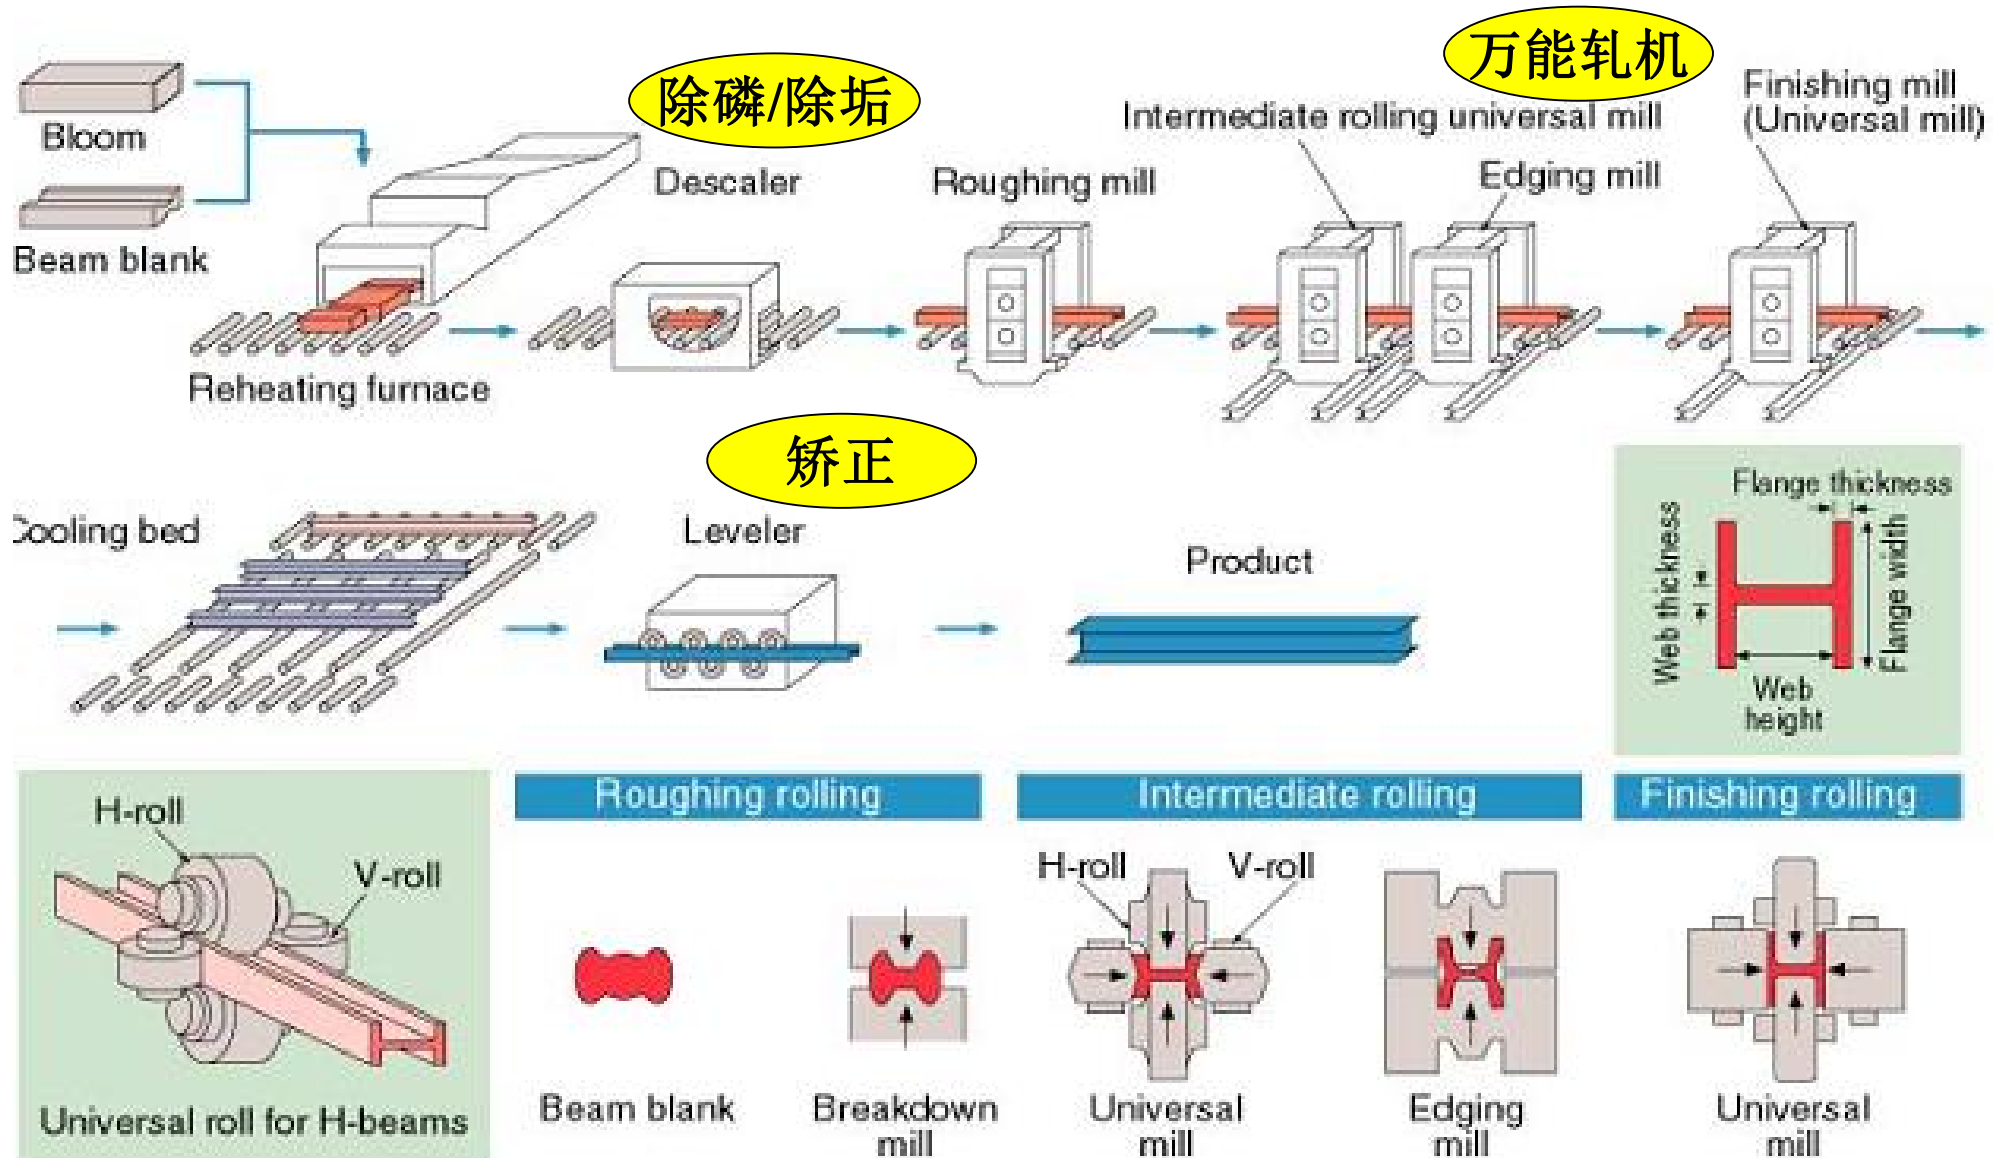 万能轧机
除磷/除垢
Finishing mill
(Universal mill)
Intermediate rolling universal mill
Bloom
Descaler
Roughing mill
Edging mill
Beam blank
Reheating furnace
矫正
Cooling bed
Leveler
Product
Flange thickness
Web thickness
Flange width
Web
height
Roughing rolling
Intermediate rolling
Finishing rolling
H-roll
V-roll
Universal roll for H-beams
H-roll
V-roll
Beam blank
Breakdown
mill
Universal
mill
Edging
mill
Universal
mill